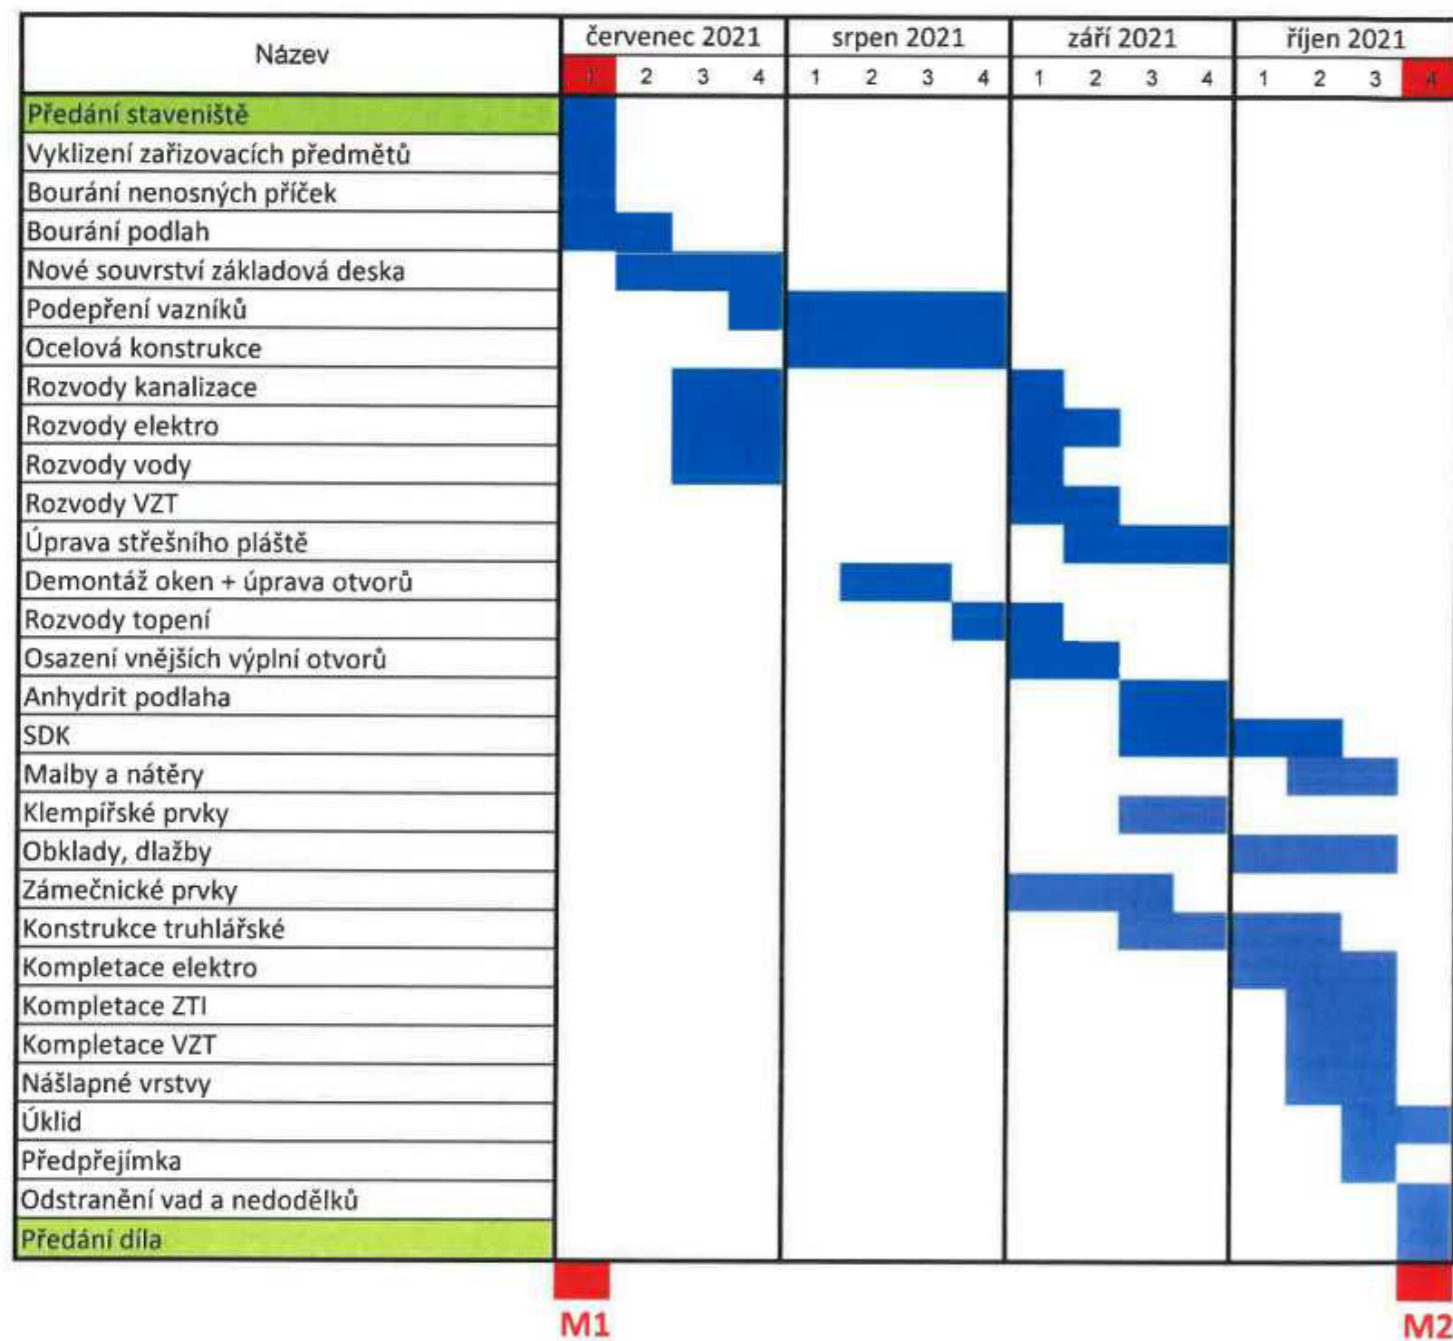 Název
červenec 2021 srpen 2021 září 2021 říjen 2021
1 2 3 4 1 2 3 4 1 2 3 4 1 2 3 4
Předání staveniště
Vyklizení zařizovacích předmětů
Bourání nenosných příček
Bourání podlah
Nové souvrství základová deska
Podepření vazníků
Ocelová konstrukce
Rozvody kanalizace
Rozvody elektro
Rozvody vody
Rozvody VZT
Úprava střešního pláště
Demontáž oken + úprava otvorů
Rozvody topení
Osazení vnějších výplní otvorů
Anhydrit podlaha
SDK
Malby a nátěry
Klempířské prvky
Obklady, dlažby
Zámečnické prvky
Konstrukce truhlářské
Kompletace elektro
Kompletace ZTI
Kompletace VZT
Nášlapné vrstvy
Úklid
Předpřejímka
Odstranění vad a nedodělků
Předání díla
M1 M2